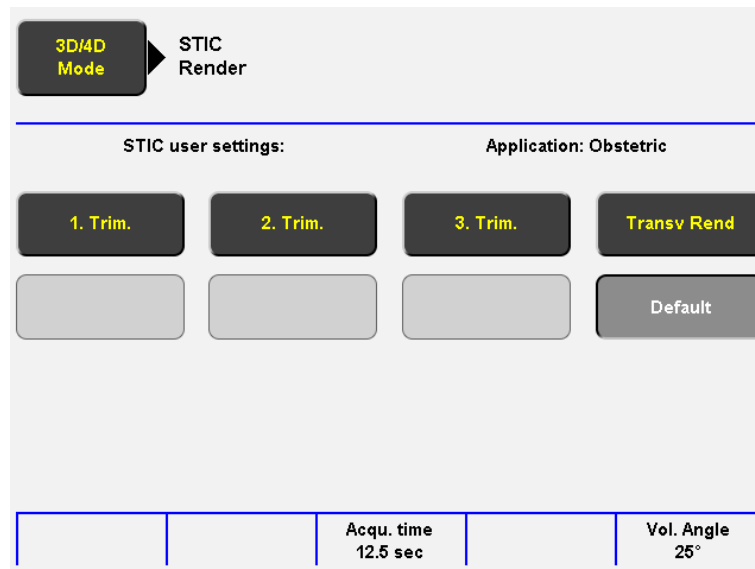 3D/4D
Mode
STIC
Render
STIC user settings:
Application: Obstetric
1. Trim.
2. Trim.
3. Trim.
Transv Rend
Default
Acqu. time
12.5 sec
Vol. Angle
25°